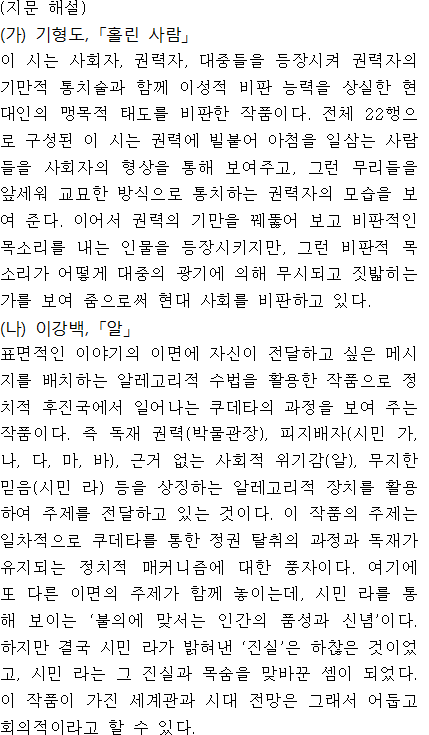 (지문 해설)
(가) 기형도,「홀린 사람」
이 시는 사회자, 권력자, 대중들을 등장시켜 권력자의
기만적 통치술과 함께 이성적 비판 능력을 상실한 현
대인의 맹목적 태도를 비판한 작품이다. 전체 22행으
로 구성된 이 시는 권력에 빌붙어 아첨을 일삼는 사람
들을 사회자의 형상을 통해 보여주고, 그런 무리들을
앞세워 교묘한 방식으로 통치하는 권력자의 모습을 보
여 준다. 이어서 권력의 기만을 꿰뚫어 보고 비판적인
목소리를 내는 인물을 등장시키지만, 그런 비판적 목
소리가 어떻게 대중의 광기에 의해 무시되고 짓밟히는
가를 보여 줌으로써 현대 사회를 비판하고 있다.
(나) 이강백,「알」
표면적인 이야기의 이면에 자신이 전달하고 싶은 메시
지를 배치하는 알레고리적 수법을 활용한 작품으로 정
치적 후진국에서 일어나는 쿠데타의 과정을 보여 주는
작품이다. 즉 독재 권력(박물관장), 피지배자(시민 가,
나, 다, 마, 바), 근거 없는 사회적 위기감(알), 무지한
믿음(시민 라) 등을 상징하는 알레고리적 장치를 활용
하여 주제를 전달하고 있는 것이다. 이 작품의 주제는
일차적으로 쿠데타를 통한 정권 탈취의 과정과 독재가
유지되는 정치적 매커니즘에 대한 풍자이다. 여기에
또 다른 이면의 주제가 함께 놓이는데, 시민 라를 통
해 보이는 ‘불의에 맞서는 인간의 품성과 신념’이다.
하지만 결국 시민 라가 밝혀낸 ‘진실’은 하찮은 것이었
고, 시민 라는 그 진실과 목숨을 맞바꾼 셈이 되었다.
이 작품이 가진 세계관과 시대 전망은 그래서 어둡고
회의적이라고 할 수 있다.